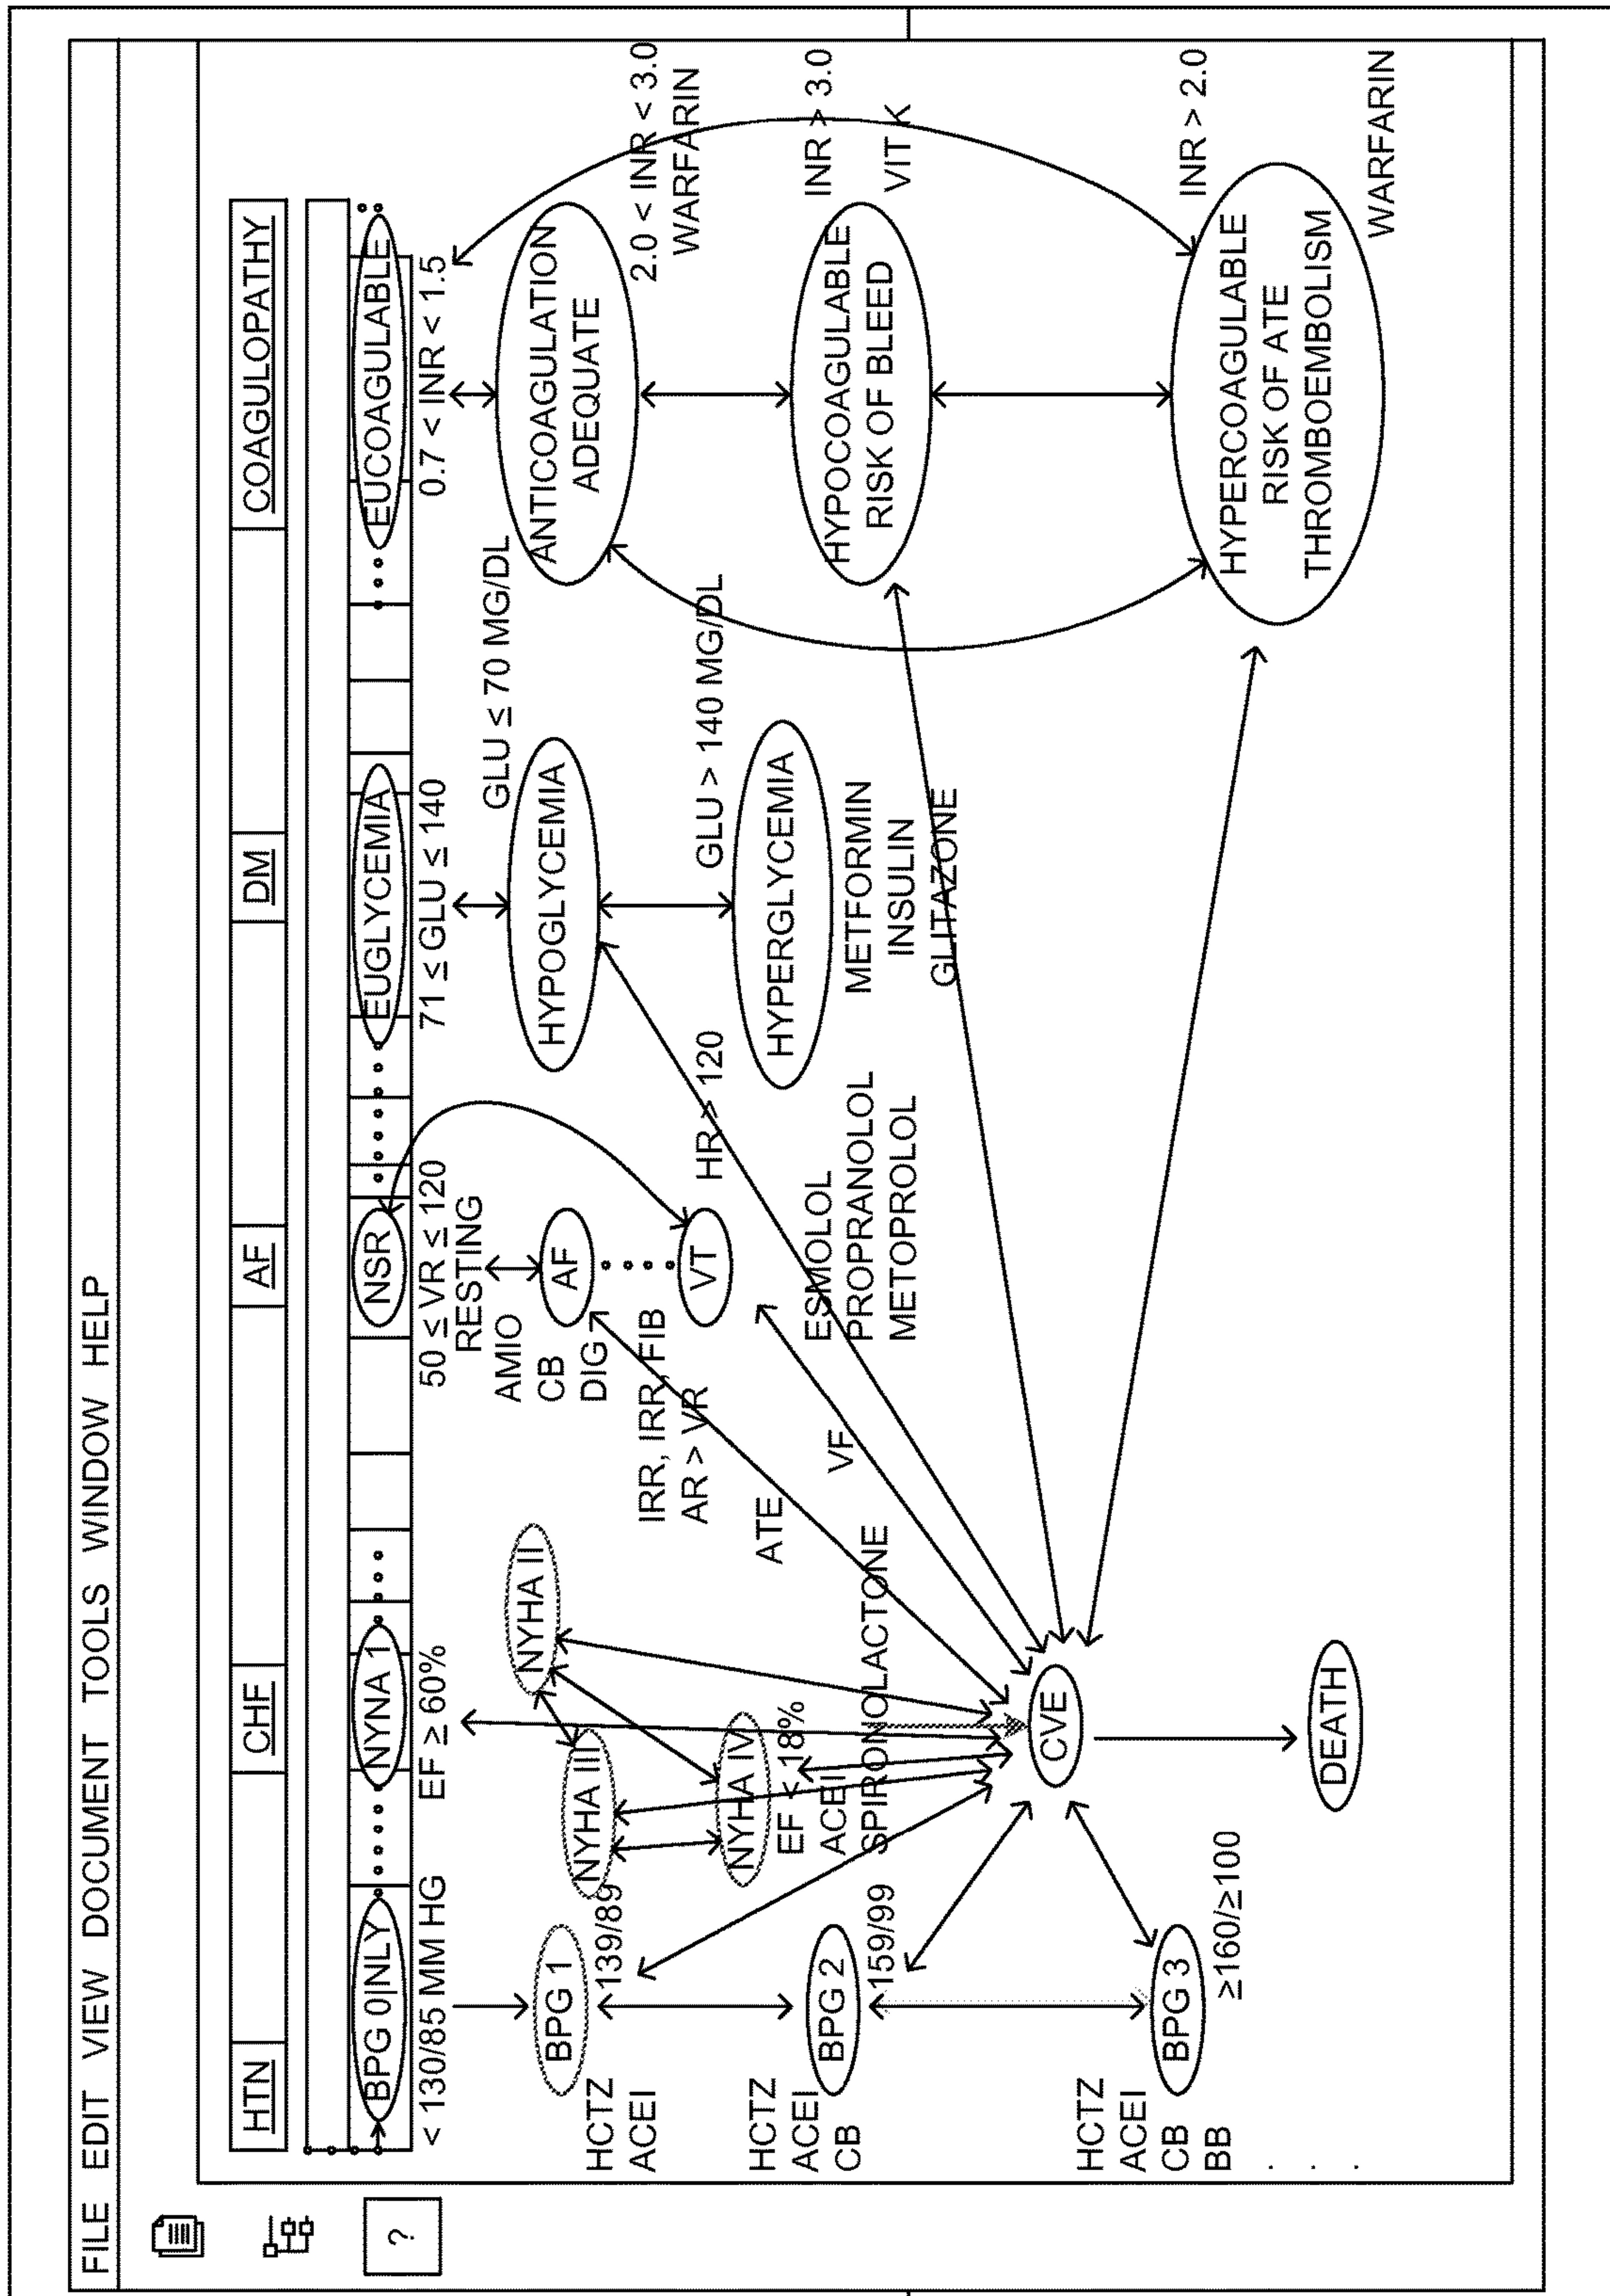 FILE EDIT VIEW DOCUMENT TOOLS WINDOW HELP
HTN
CHF
AF
DM
COAGULOPATHY
BPG 0|NLY
NYNA 1
NSR
EUGLYCEMIA
EUCOAGULABLE
< 130/85 MM HG
EF ≥ 60%
50 ≤ VR ≤ 120
RESTING
71 ≤ GLU ≤ 140
0.7 < INR < 1.5
?
BPG 1
139/89
HCTZ
ACEI
BPG 2
159/99
HCTZ
ACEI
CB
BPG 3
≥160/≥100
HCTZ
ACEI
CB
BB
NYHA II
NYHA III
NYHA IV
EF < 18%
ACEI
SPIRONOLACTONE
AMIO
CB
DIG
AF
IRR, IRR, FIB
AR > VR
ATE
VT
HR > 120
VF
ESMOLOL
PROPRANOLOL
METOPROLOL
GLU ≤ 70 MG/DL
HYPOGLYCEMIA
GLU > 140 MG/DL
HYPERGLYCEMIA
METFORMIN
INSULIN
GLITAZONE
ANTICOAGULATION
ADEQUATE
2.0 < INR < 3.0
WARFARIN
HYPOCOAGULABLE
RISK OF BLEED
INR > 3.0
VIT K
HYPERCOAGULABLE
RISK OF ATE
THROMBOEMBOLISM
INR > 2.0
WARFARIN
CVE
DEATH